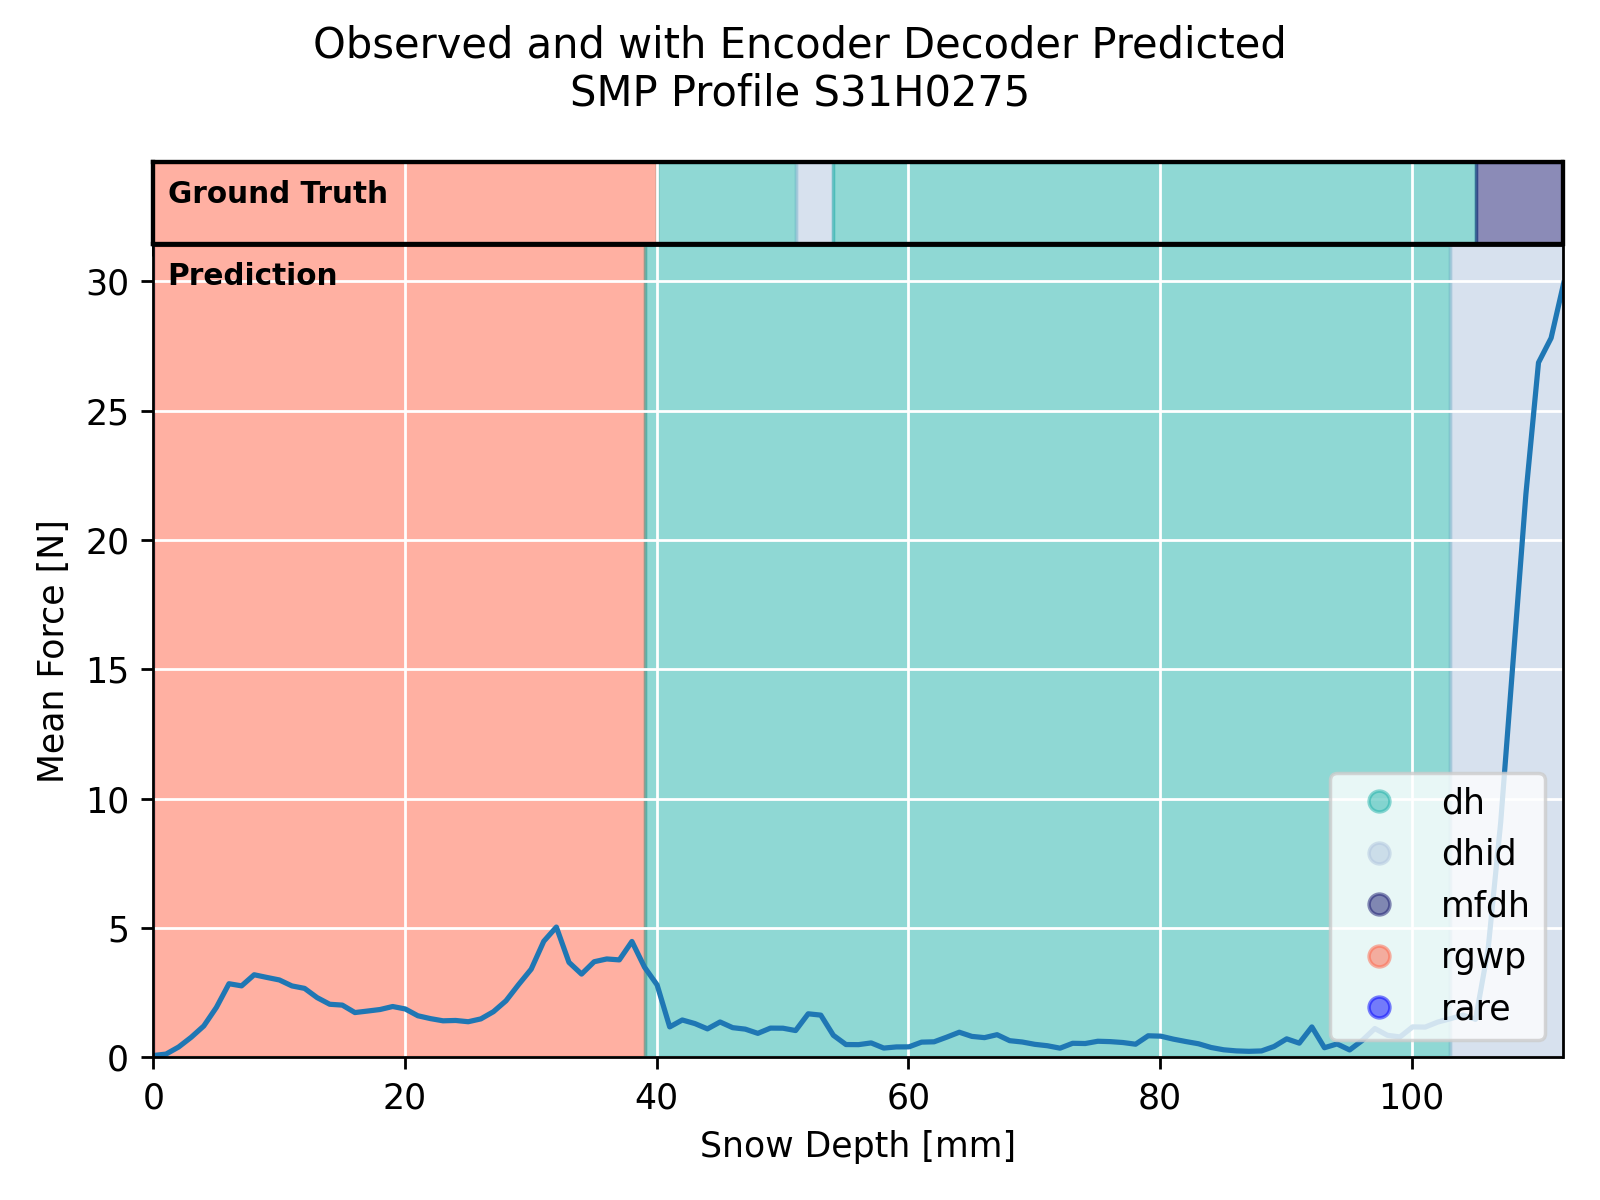 Observed and with Encoder Decoder Predicted
SMP Profile S31H0275
Ground Truth
Prediction
30
25
20
15
10
5
0
Mean Force [N]
dh
dhid
mfdh
rgwp
rare
0 20 40 60 80 100
Snow Depth [mm]